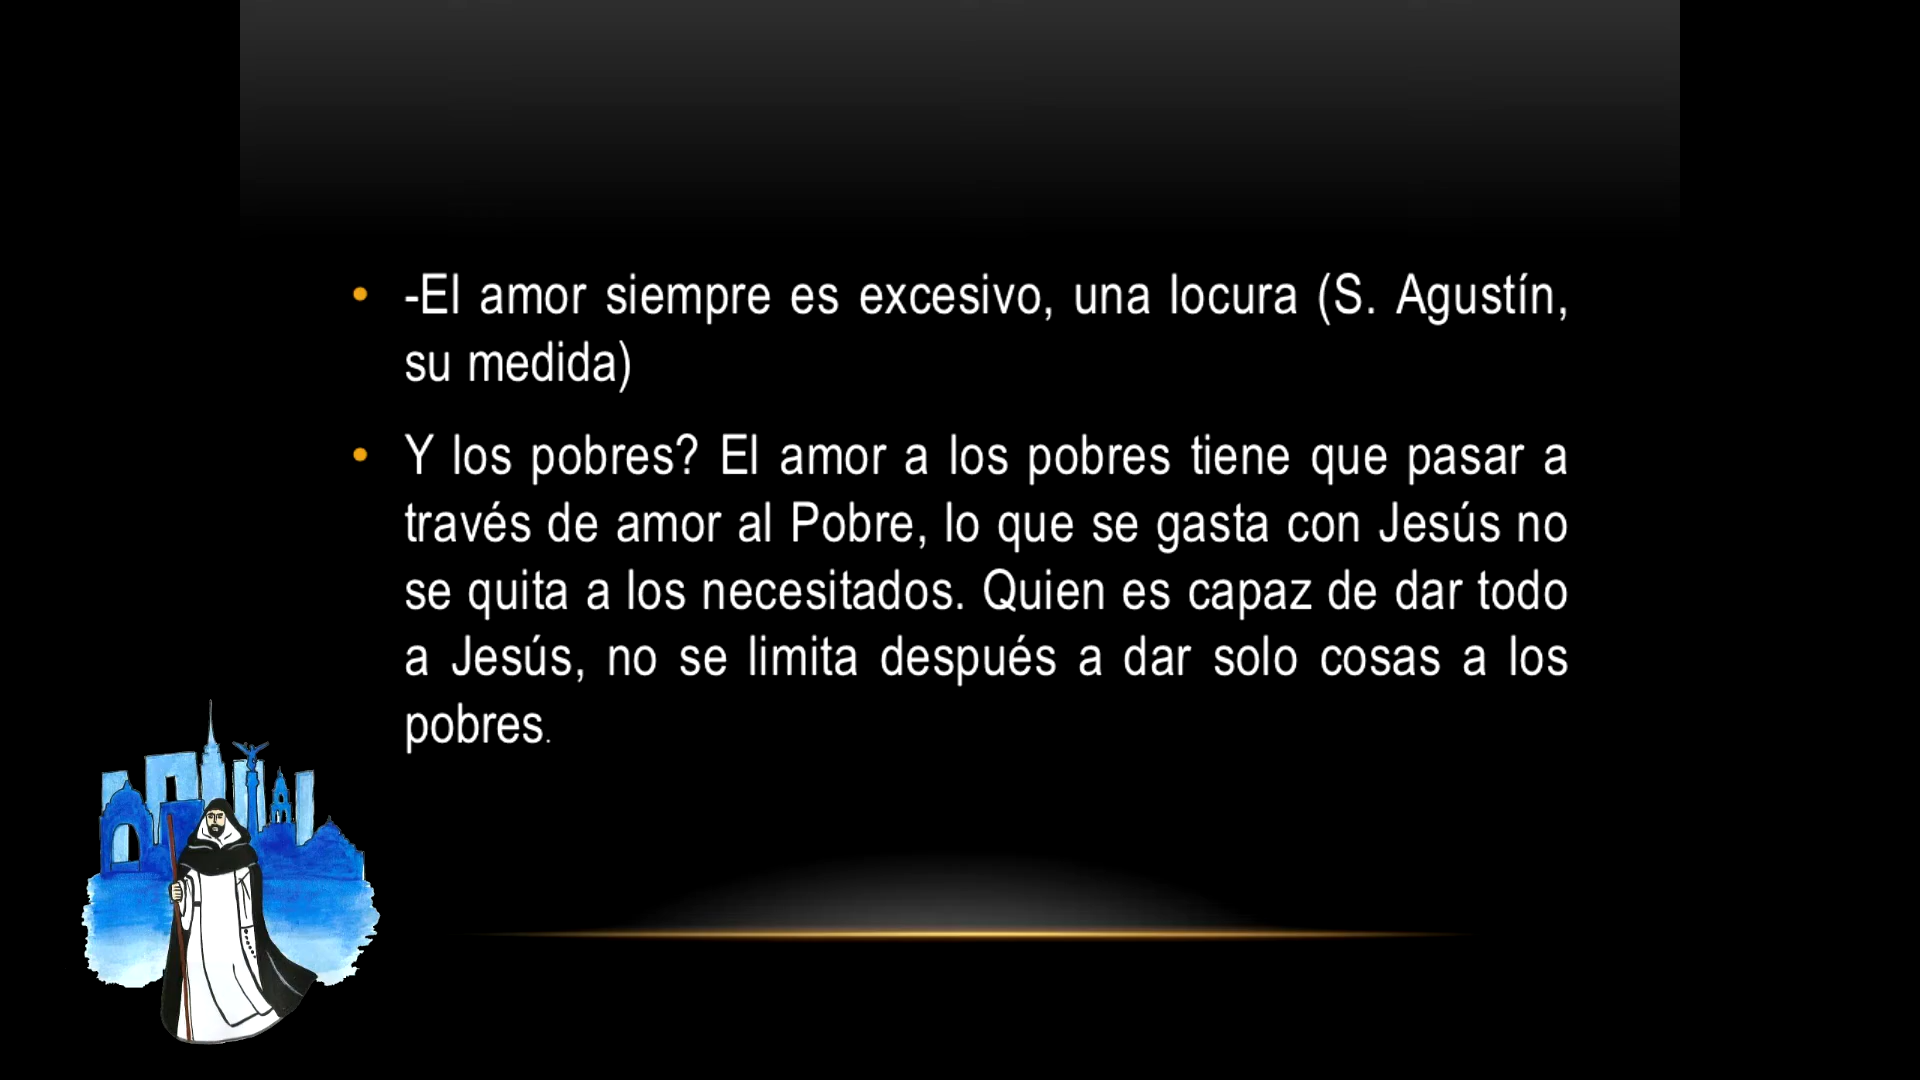 • -El amor siempre es excesivo, una locura (S. Agustín,
su medida)
• Y los pobres? El amor a los pobres tiene que pasar a
través de amor al Pobre, lo que se gasta con Jesús no
se quita a los necesitados. Quien es capaz de dar todo
a Jesús, no se limita después a dar solo cosas a los
pobres.